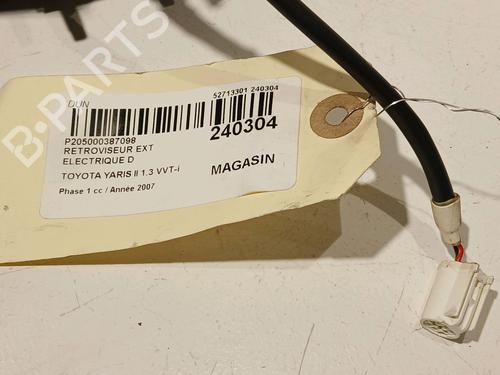 B-PARTS
DUN
52713301 240304
P205000387098
240304
RETROVISEUR EXT
ELECTRIQUE D
MAGASIN
TOYOTA YARIS II 1.3 VVT-i
Phase 1 cc / Année 2007